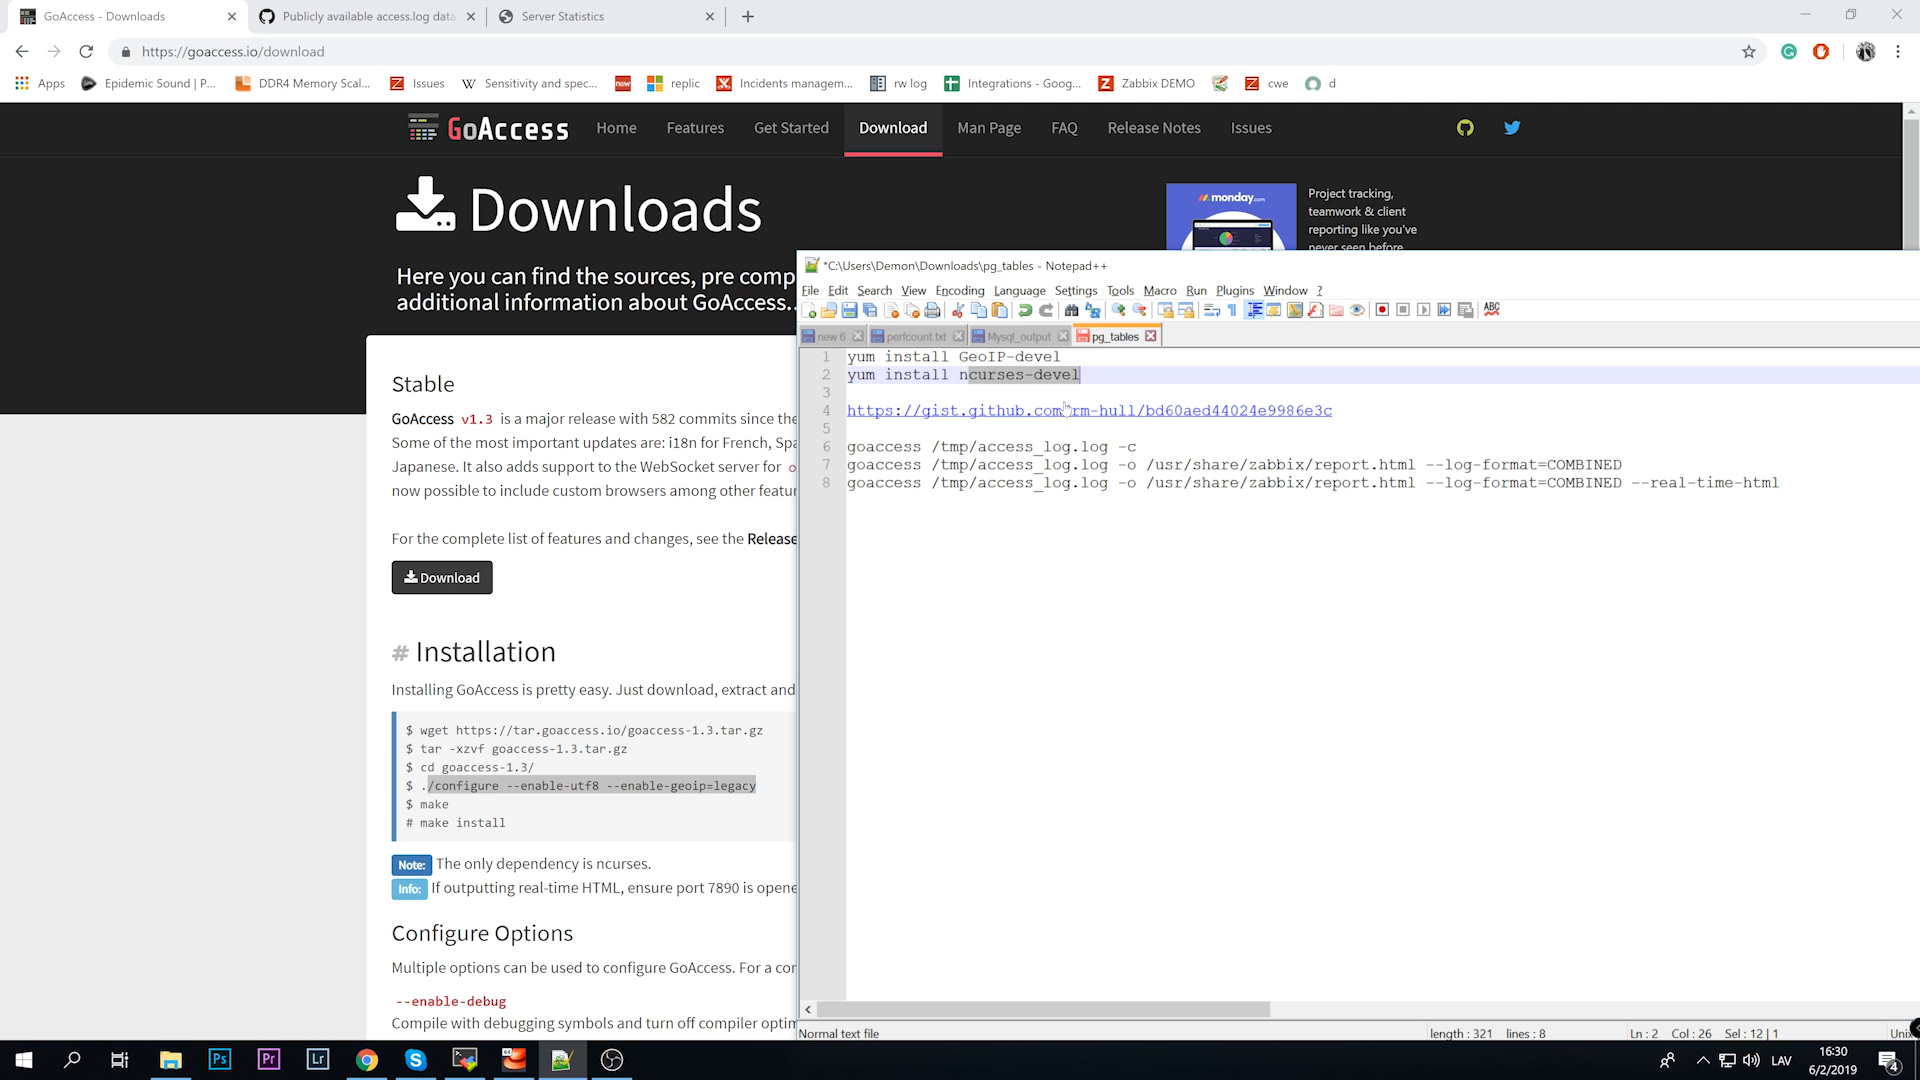 GoAccess - Downloads
Publicly available access.log data
Server Statistics
https://goaccess.io/download
Apps
Epidemic Sound | P...
DDR4 Memory Scal...
Issues
Sensitivity and spec...
now
replic
Incidents managem...
rw log
Integrations - Goog...
Zabbix DEMO
cwe
d
GoAccess
Home
Features
Get Started
Download
Man Page
FAQ
Release Notes
Issues
Downloads
monday.com
Project tracking,
teamwork & client
reporting like you've
never seen before
Here you can find the sources, pre comp
additional information about GoAccess..
Stable
GoAccess v1.3 is a major release with 582 commits since the
Some of the most important updates are: i18n for French, Spa
Japanese. It also adds support to the WebSocket server for o
now possible to include custom browsers among other featur
For the complete list of features and changes, see the Release
Download
# Installation
Installing GoAccess is pretty easy. Just download, extract and
$ wget https://tar.goaccess.io/goaccess-1.3.tar.gz
$ tar -xzvf goaccess-1.3.tar.gz
$ cd goaccess-1.3/
$ ./configure --enable-utf8 --enable-geoip=legacy
$ make
# make install
Note: The only dependency is ncurses.
Info: If outputting real-time HTML, ensure port 7890 is opene
Configure Options
Multiple options can be used to configure GoAccess. For a cor
--enable-debug
Compile with debugging symbols and turn off compiler optim
*C:\Users\Demon\Downloads\pg_tables - Notepad++
File Edit Search View Encoding Language Settings Tools Macro Run Plugins Window ?
ABC
new 6
perfcount.txt
Mysql_output
pg_tables
1 yum install GeoIP-devel
2 yum install ncurses-devel
3
4 https://gist.github.com/rm-hull/bd60aed44024e9986e3c
5
6 goaccess /tmp/access_log.log -c
7 goaccess /tmp/access_log.log -o /usr/share/zabbix/report.html --log-format=COMBINED
8 goaccess /tmp/access_log.log -o /usr/share/zabbix/report.html --log-format=COMBINED --real-time-html
Normal text file
length : 321 lines : 8
Ln : 2 Col : 26 Sel : 12 | 1
Unix
Ps
Pr
Lr
LAV
16:30
6/2/2019
4